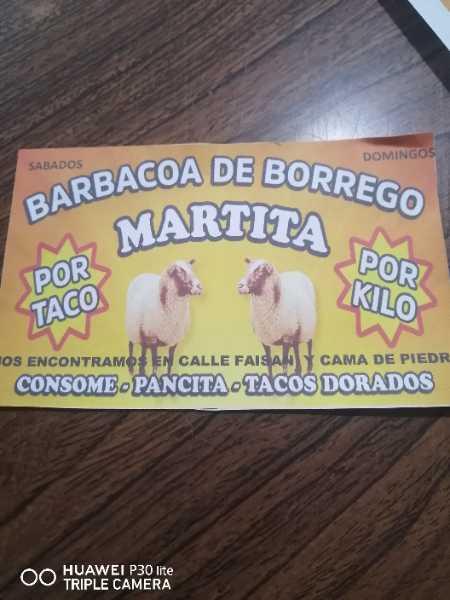 SABADOS
DOMINGOS
BARBACOA DE BORREGO
MARTITA
POR
TACO
POR
KILO
NOS ENCONTRAMOS EN CALLE FAISAN Y CAMA DE PIEDR
CONSOME - PANCITA - TACOS DORADOS
HUAWEI P30 lite
TRIPLE CAMERA